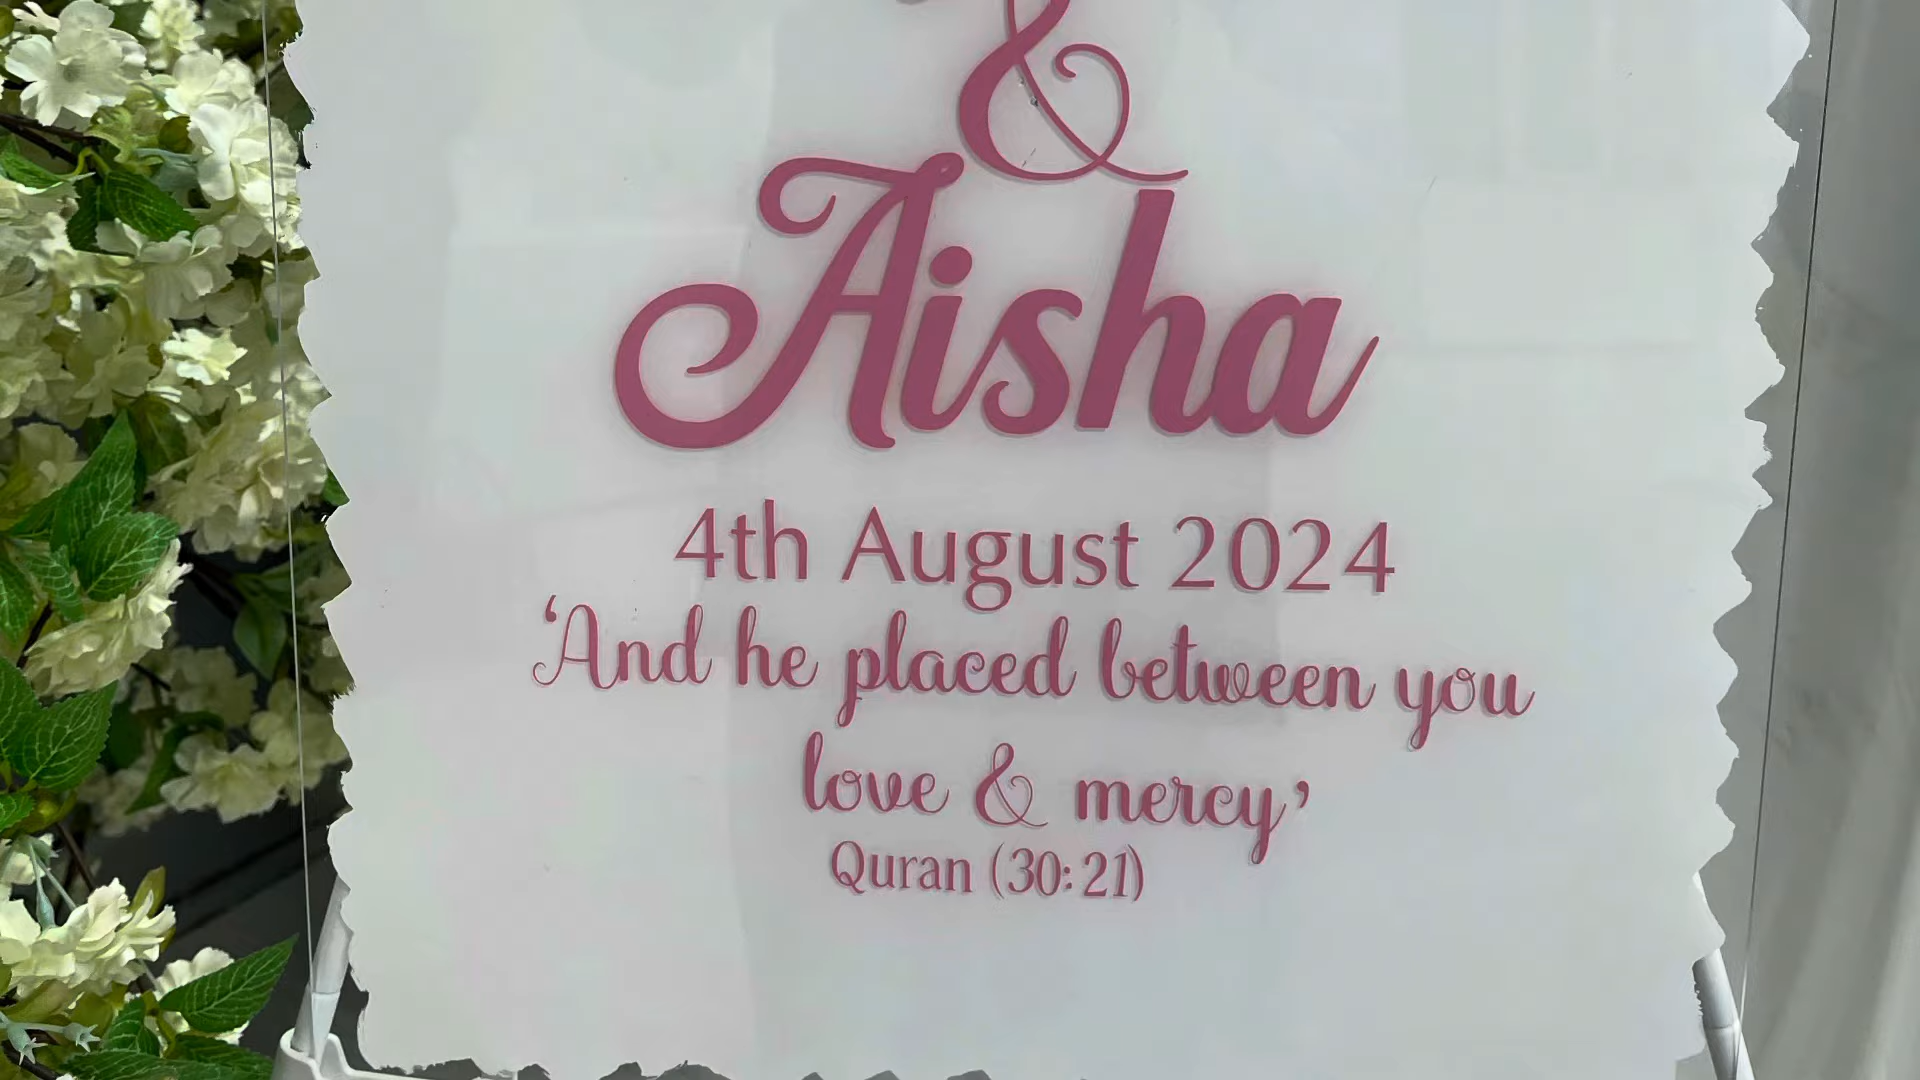 &
Aisha
4th August 2024
‘And he placed between you
love & mercy’
Quran (30:21)